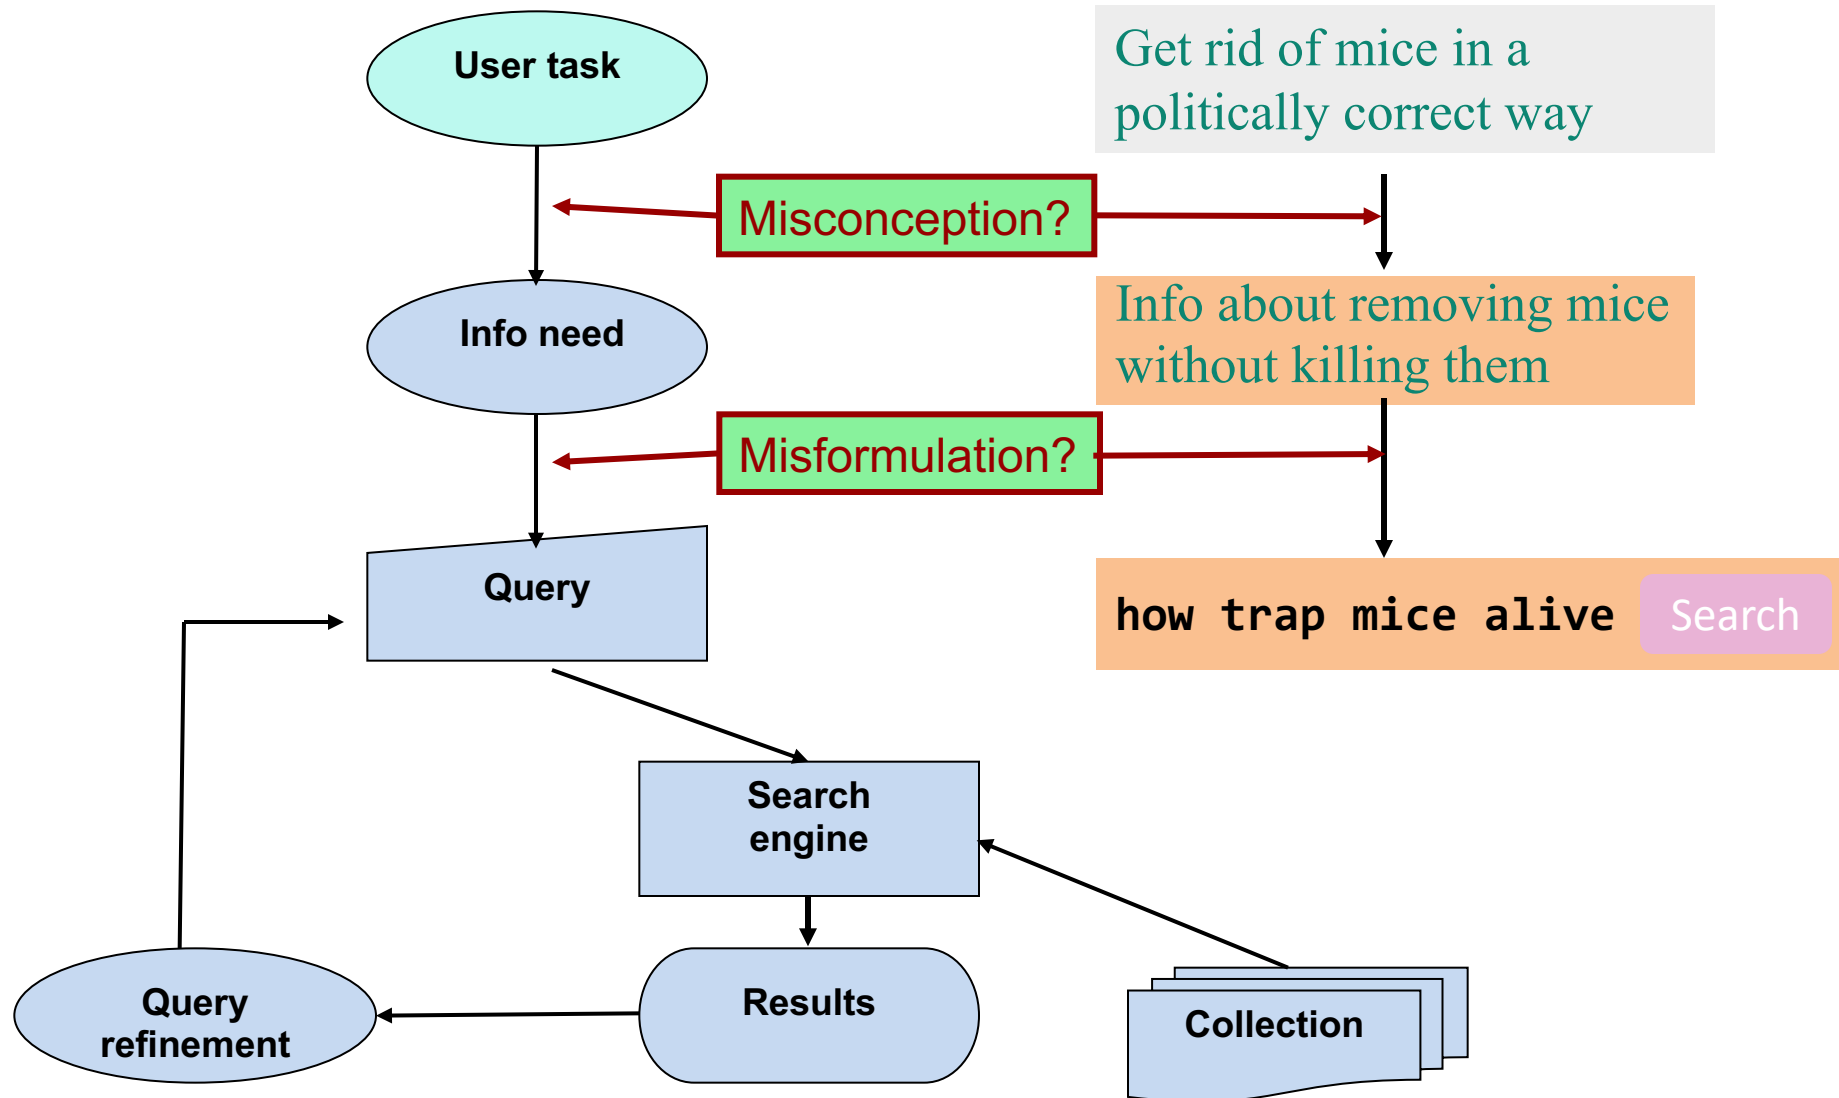 User task
Get rid of mice in a
politically correct way
Misconception?
Info need
Info about removing mice
without killing them
Misformulation?
Query
how trap mice alive
Search
Search
engine
Query
refinement
Results
Collection